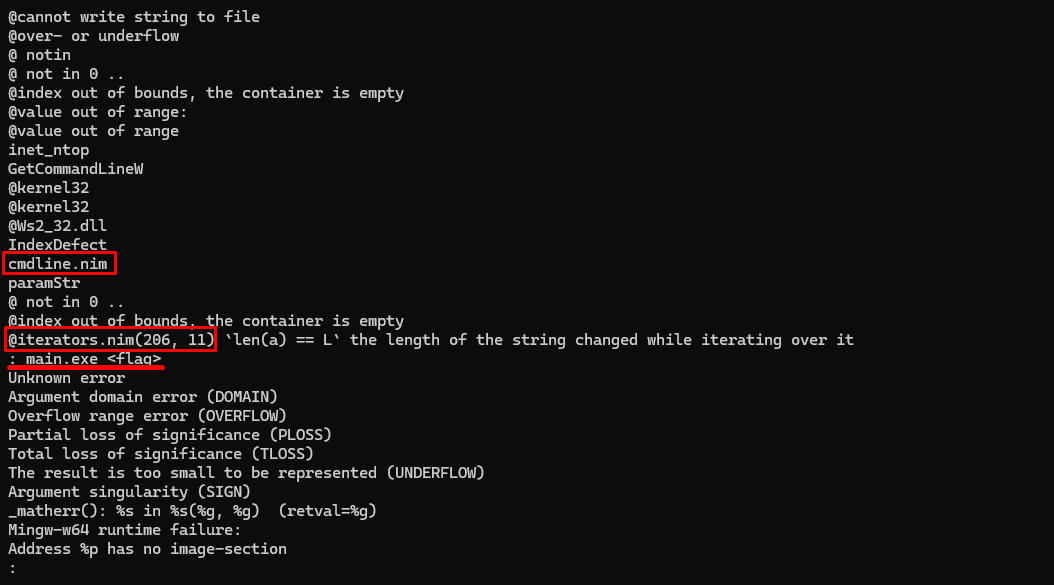 @cannot write string to file
@over- or underflow
@ notin
@ not in 0 ..
@index out of bounds, the container is empty
@value out of range:
@value out of range
inet_ntop
GetCommandLineW
@kernel32
@kernel32
@Ws2_32.dll
IndexDefect
cmdline.nim
paramStr
@ not in 0 ..
@index out of bounds, the container is empty
@iterators.nim(206, 11) `len(a) == L` the length of the string changed while iterating over it
: main.exe <flag>
Unknown error
Argument domain error (DOMAIN)
Overflow range error (OVERFLOW)
Partial loss of significance (PLOSS)
Total loss of significance (TLOSS)
The result is too small to be represented (UNDERFLOW)
Argument singularity (SIGN)
_matherr(): %s in %s(%g, %g)  (retval=%g)
Mingw-w64 runtime failure:
Address %p has no image-section
: